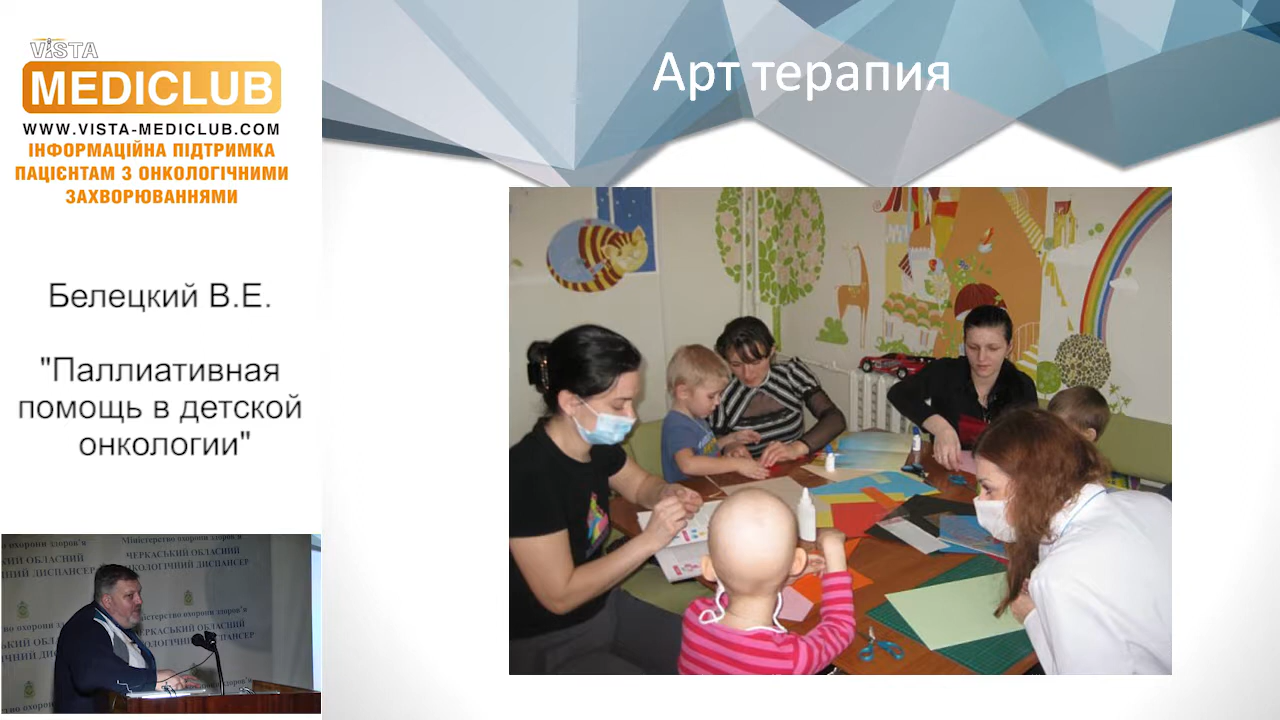 VISTA
MEDICLUB
WWW.VISTA-MEDICLUB.COM
ІНФОРМАЦІЙНА ПІДТРИМКА
ПАЦІЄНТАМ З ОНКОЛОГІЧНИМИ
ЗАХВОРЮВАННЯМИ
Белецкий В.Е.
"Паллиативная
помощь в детской
онкологии"
Арт терапия
Міністерство охорони здоров'я
ЧЕРКАСЬКИЙ ОБЛАСНИЙ
ОНКОЛОГІЧНИЙ ДИСПАНСЕР